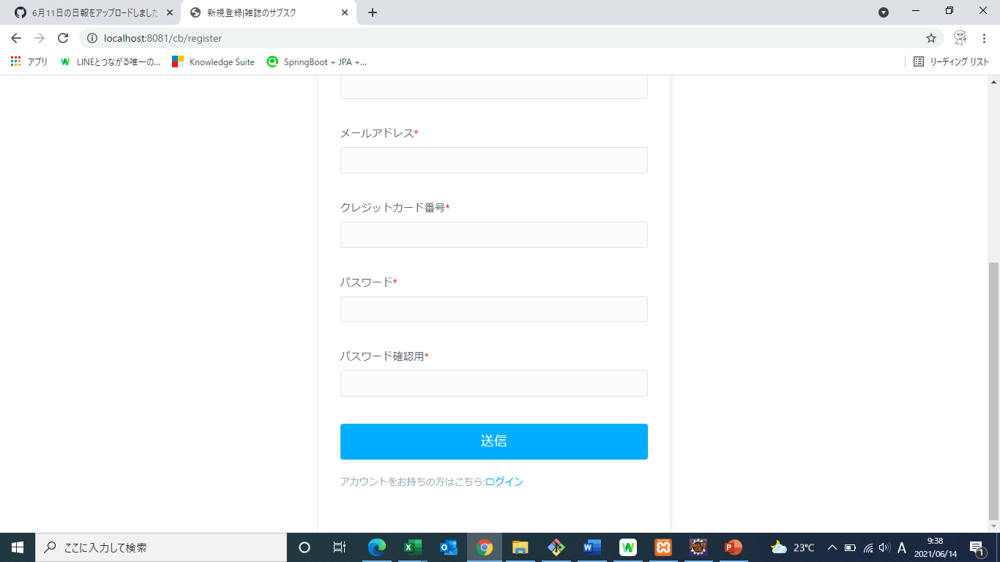 6月11日の日報をアップロードしました
新規登録|雑誌のサブスク
localhost:8081/cb/register
アプリ
LINEとつながる唯一の...
Knowledge Suite
SpringBoot + JPA +...
リーディング リスト
メールアドレス*
クレジットカード番号*
パスワード*
パスワード確認用*
送信
アカウントをお持ちの方はこちら:ログイン
ここに入力して検索
23℃
A
9:38
2021/06/14
1